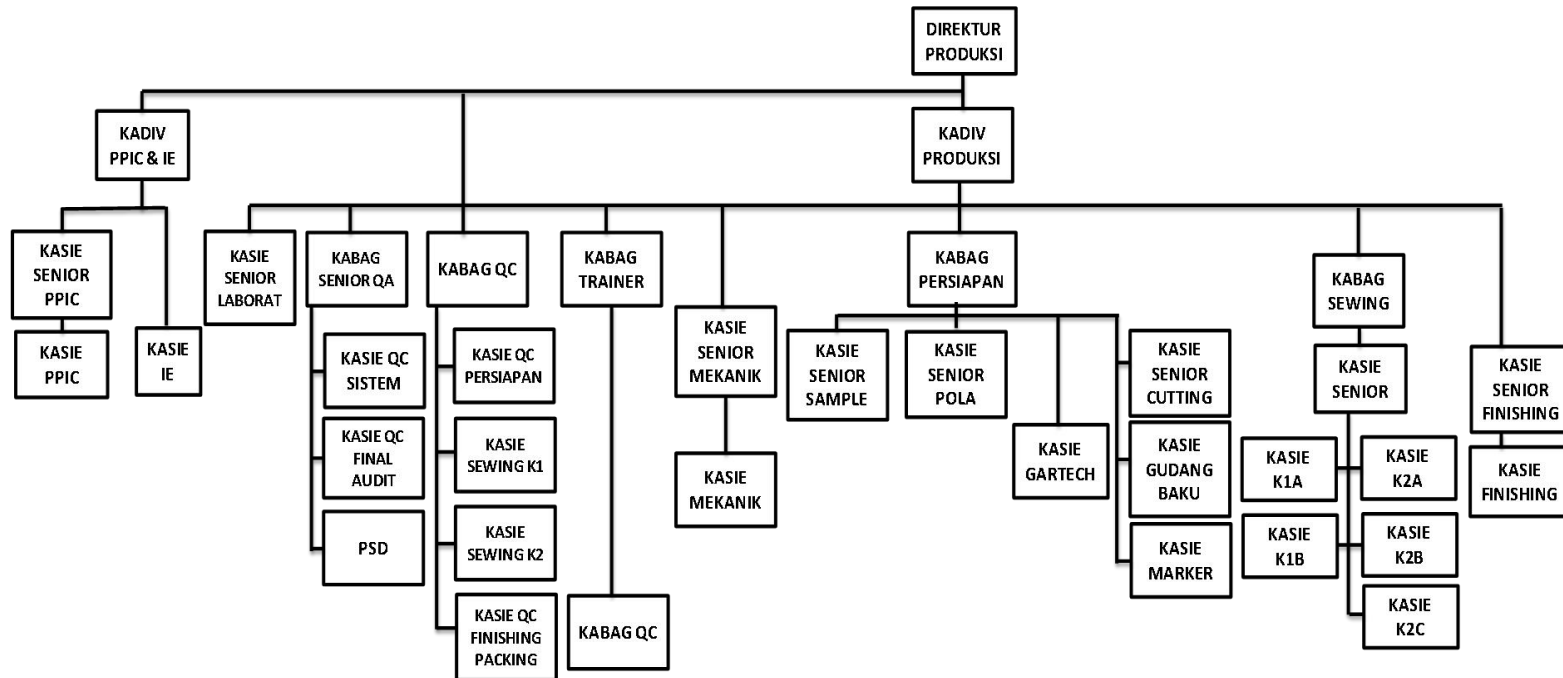 DIREKTUR
PRODUKSI
KADIV
PPIC & IE
KADIV
PRODUKSI
KASIE
SENIOR
PPIC
KASIE
PPIC
KASIE
IE
KASIE
SENIOR
LABORAT
KABAG
SENIOR QA
KASIE QC
SISTEM
KASIE QC
FINAL
AUDIT
PSD
KABAG QC
KASIE QC
PERSIAPAN
KASIE
SEWING K1
KASIE
SEWING K2
KASIE QC
FINISHING
PACKING
KABAG
TRAINER
KABAG QC
KASIE
SENIOR
MEKANIK
KASIE
MEKANIK
KABAG
PERSIAPAN
KASIE
SENIOR
SAMPLE
KASIE
SENIOR
POLA
KASIE
GARTECH
KASIE
SENIOR
CUTTING
KASIE
GUDANG
BAKU
KASIE
MARKER
KABAG
SEWING
KASIE
SENIOR
KASIE
K1A
KASIE
K2A
KASIE
K1B
KASIE
K2B
KASIE
K2C
KASIE
SENIOR
FINISHING
KASIE
FINISHING